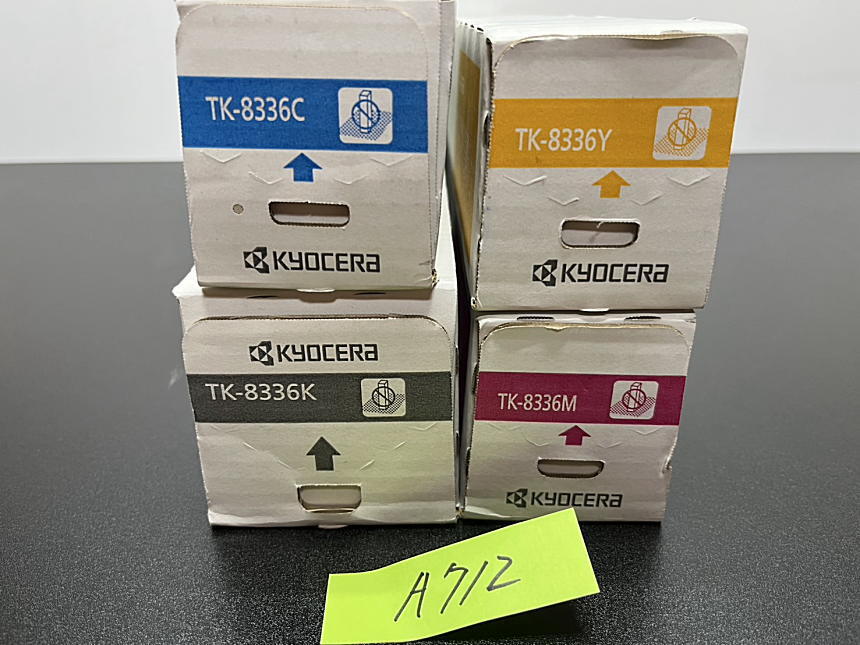 TK-8336C
KYOCERA
TK-8336Y
KYOCERA
KYOCERA
TK-8336K
TK-8336M
KYOCERA
A712